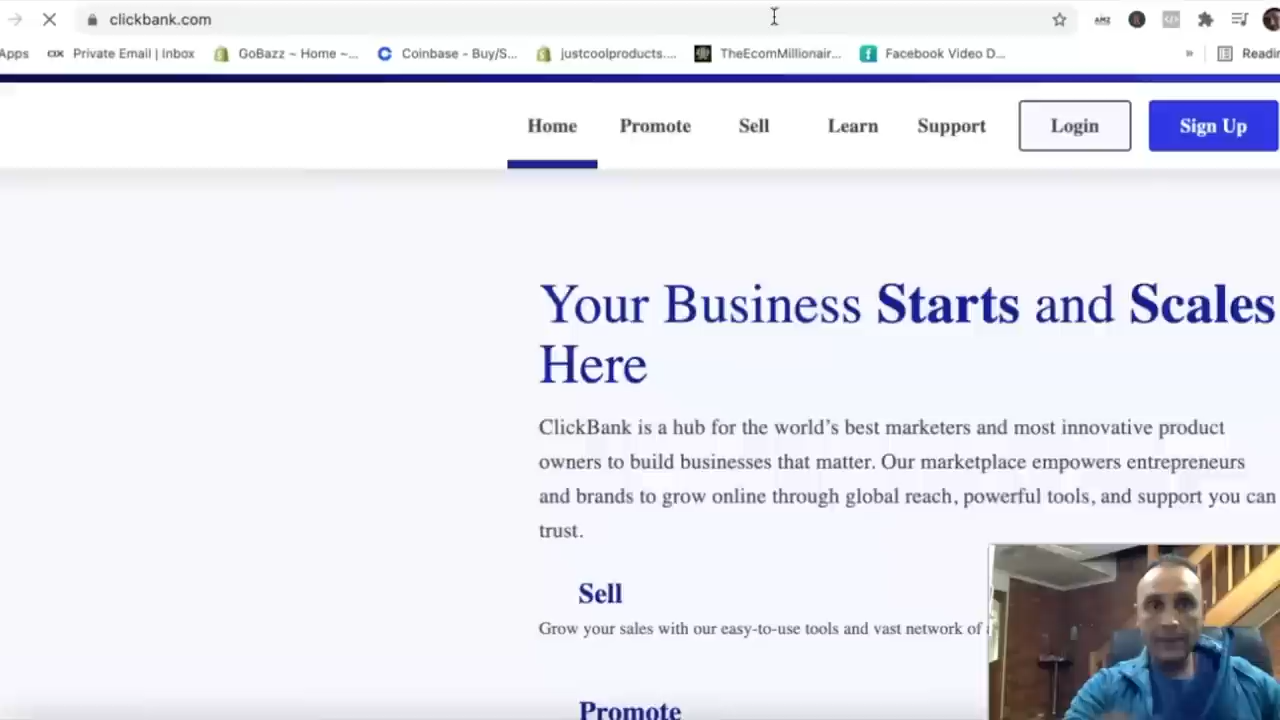 clickbank.com
Apps Private Email | Inbox GoBazz ~ Home ~... Coinbase - Buy/S... justcoolproducts.... TheEcomMillionair... Facebook Video D... » Readin
Home Promote Sell Learn Support Login Sign Up
Your Business Starts and Scales
Here
ClickBank is a hub for the world's best marketers and most innovative product
owners to build businesses that matter. Our marketplace empowers entrepreneurs
and brands to grow online through global reach, powerful tools, and support you can
trust.
Sell
Grow your sales with our easy-to-use tools and vast network of
Promote